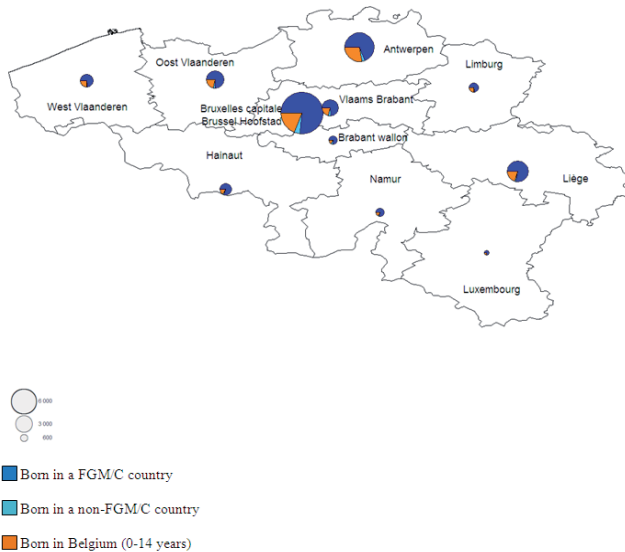 Antwerpen
Oost Vlaanderen
Limburg
West Vlaanderen
Vlaams Brabant
Bruxelles capitale
Brussel Hoofstad
Brabant wallon
Hainaut
Namur
Liège
Luxembourg
6 000
3 000
600
Born in a FGM/C country
Born in a non-FGM/C country
Born in Belgium (0-14 years)